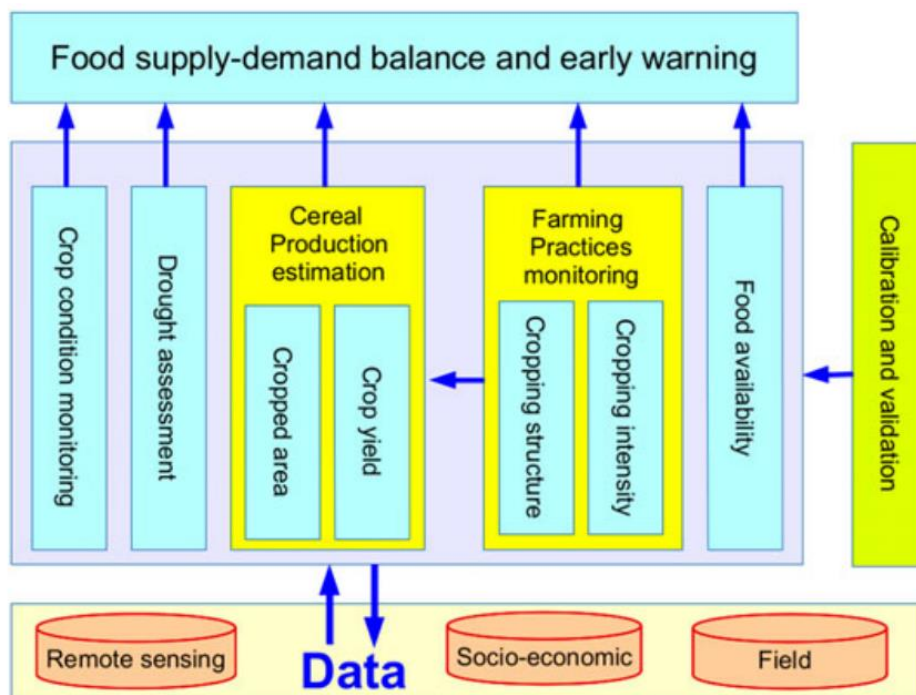 Food supply-demand balance and early warning
Crop condition monitoring
Drought assessment
Cereal
Production
estimation
Cropped area
Crop yield
Farming
Practices
monitoring
Cropping structure
Cropping intensity
Food availability
Calibration and validation
Remote sensing
Data
Socio-economic
Field